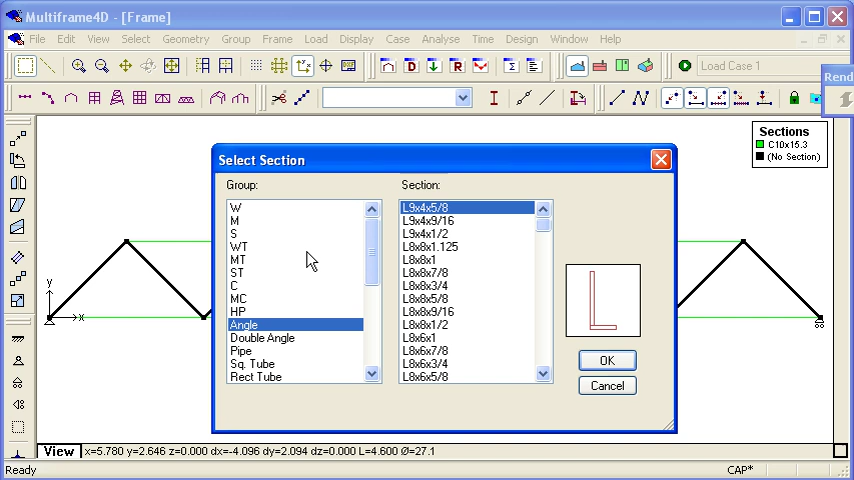 Multiframe4D - [Frame]
File Edit View Select Geometry Group Frame Load Display Case Analyse Time Design Window Help
D R Load Case 1
Rend
Sections
C10x15.3
(No Section)
Select Section
Group: Section:
W L9x4x5/8
M L9x4x9/16
S L9x4x1/2
WT L8x8x1.125
MT L8x8x1
ST L8x8x7/8
C L8x8x3/4
MC L8x8x5/8
HP L8x8x9/16
Angle L8x8x1/2
Double Angle L8x6x1
Pipe L8x6x7/8
Sq. Tube L8x6x3/4
Rect Tube L8x6x5/8
OK
Cancel
y
x
View x=5.780 y=2.646 z=0.000 dx=-4.096 dy=2.094 dz=0.000 L=4.600 Ø=27.1
Ready CAP*